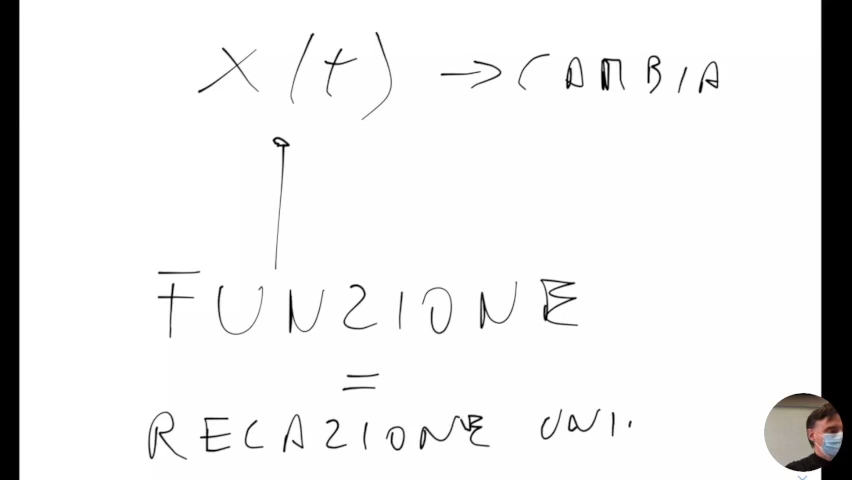 X(t) → CAMBIA
FUNZIONE
=
RELAZIONE UNI.